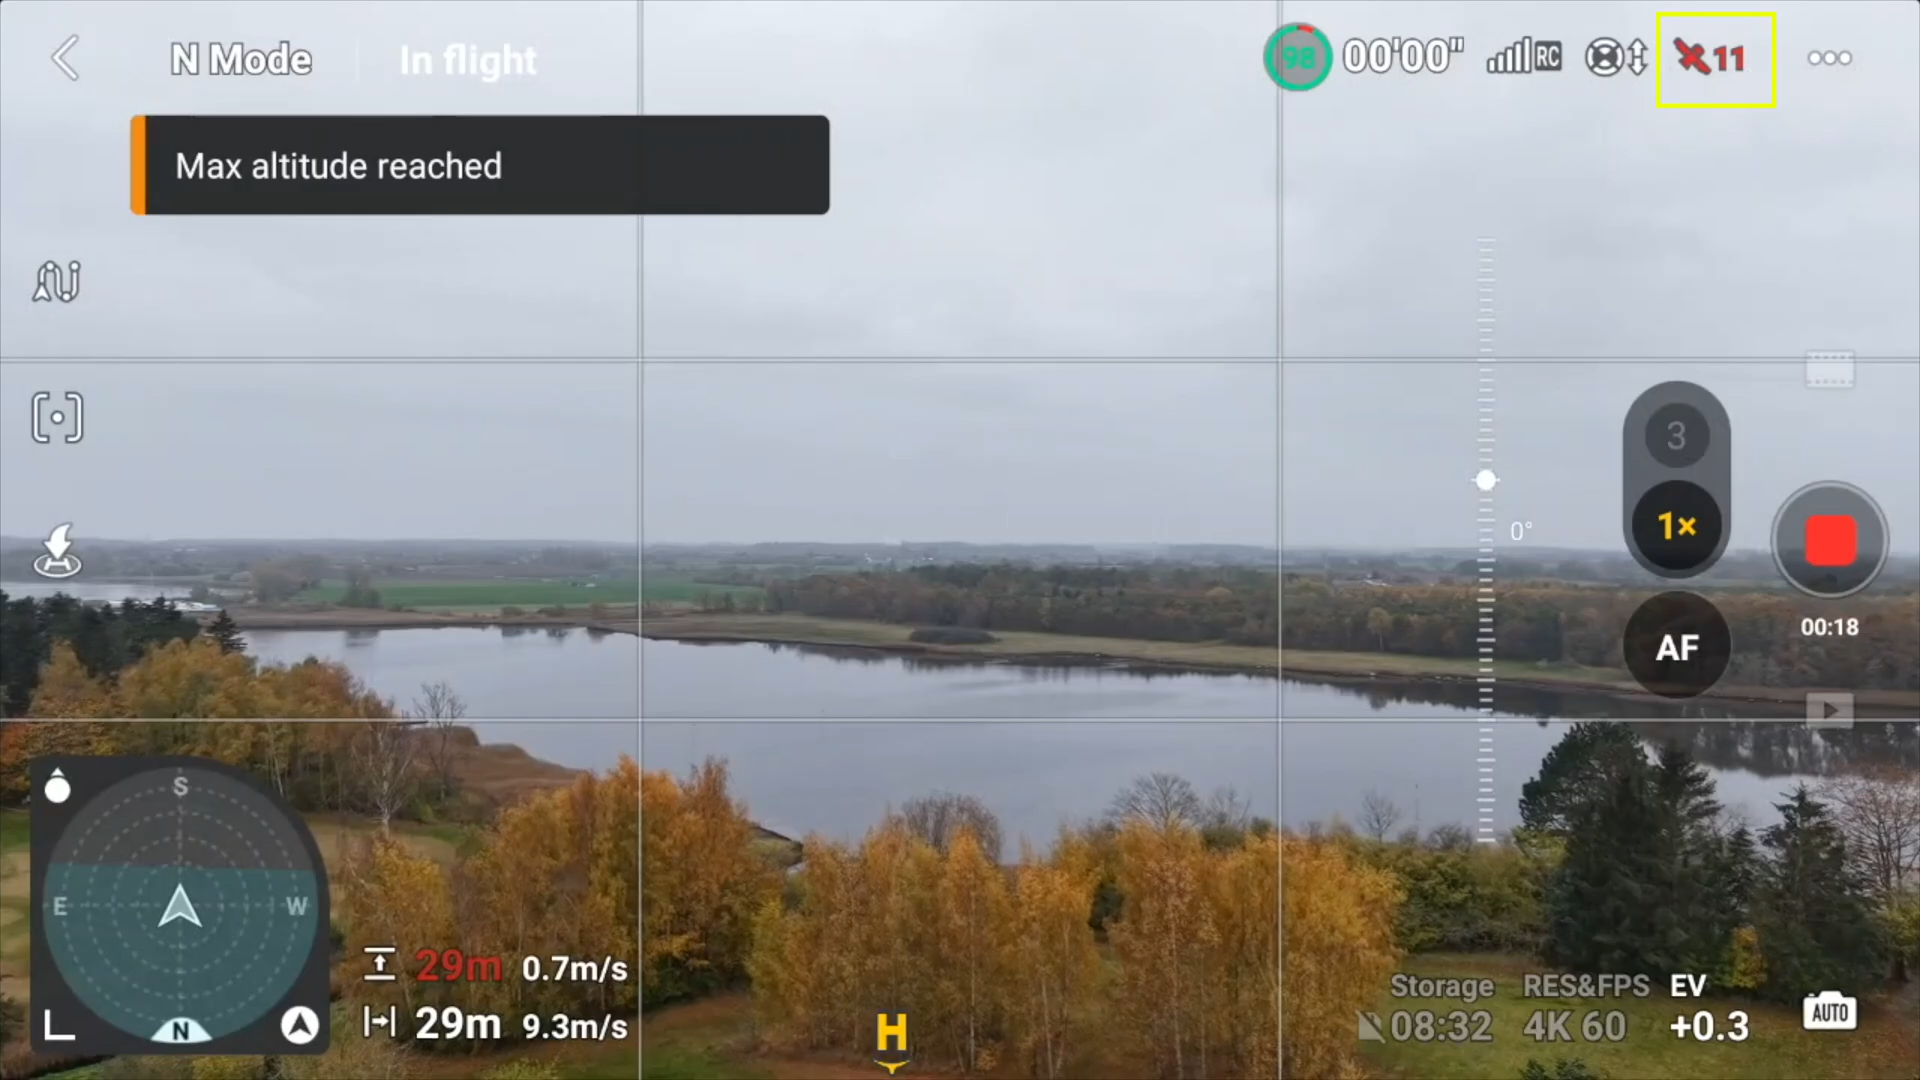 N Mode In flight 98 00'00" RC 11
Max altitude reached
3
1×
0°
AF
00:18
S
E W
N
29m 0.7m/s
29m 9.3m/s
H
Storage RES&FPS EV
08:32 4K 60 +0.3
AUTO